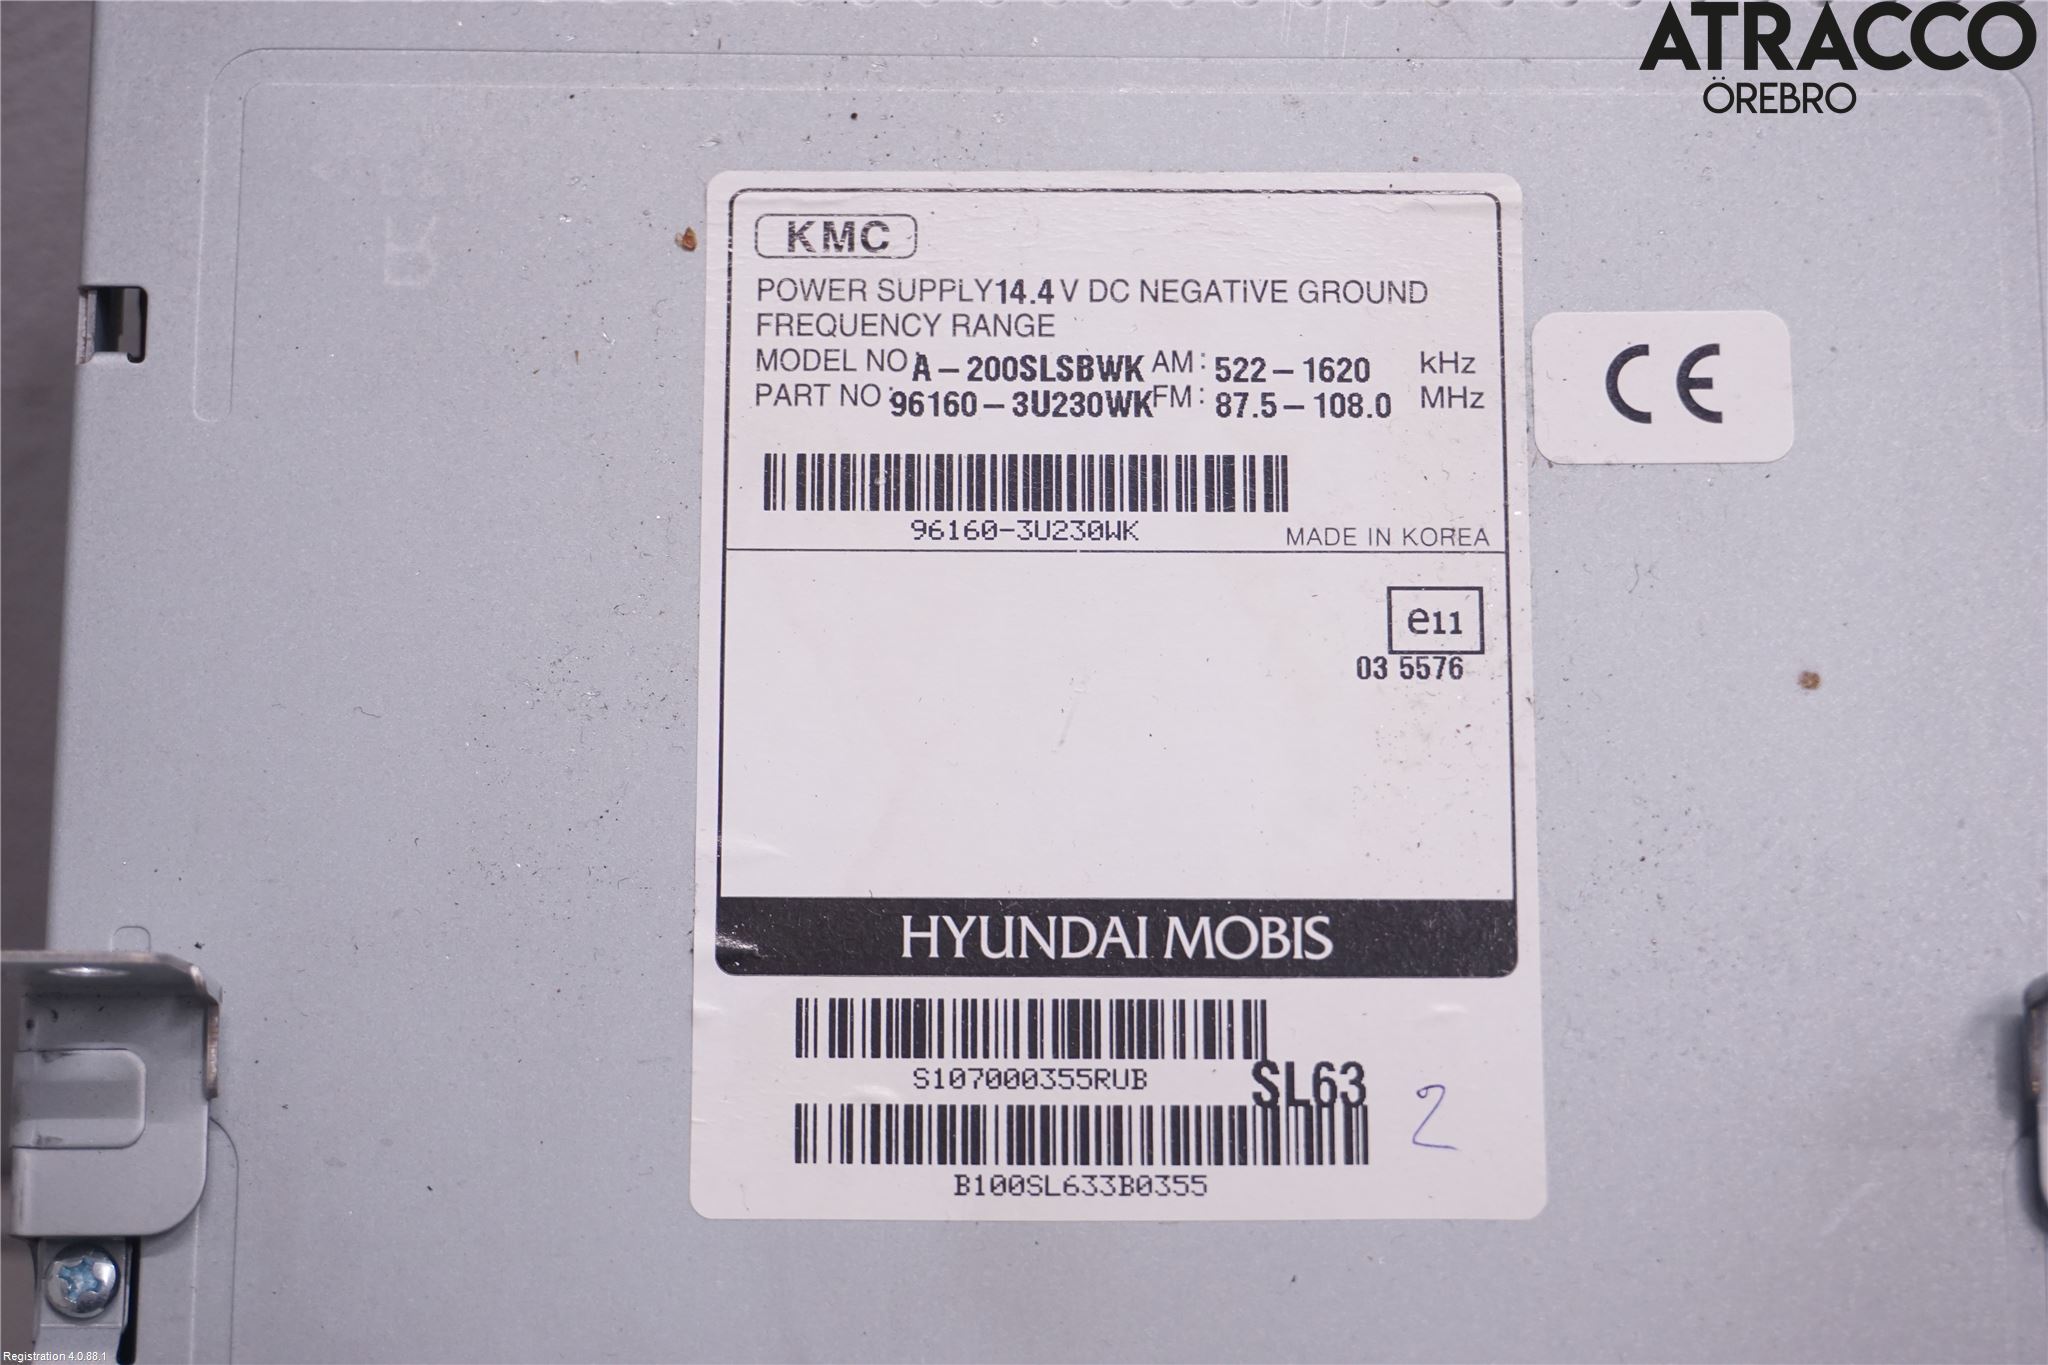 ATRACCO
ÖREBRO
KMC
POWER SUPPLY 14.4 V DC NEGATIVE GROUND
FREQUENCY RANGE
MODEL NO: A-200SLSBWK AM: 522-1620 kHz
PART NO: 96160-3U230WK FM: 87.5-108.0 MHz
96160-3U230WK
MADE IN KOREA
CE
e11
03 5576
HYUNDAI MOBIS
S107000355RUB
SL63
2
B100SL633B0355
Registration 4.0.88.1